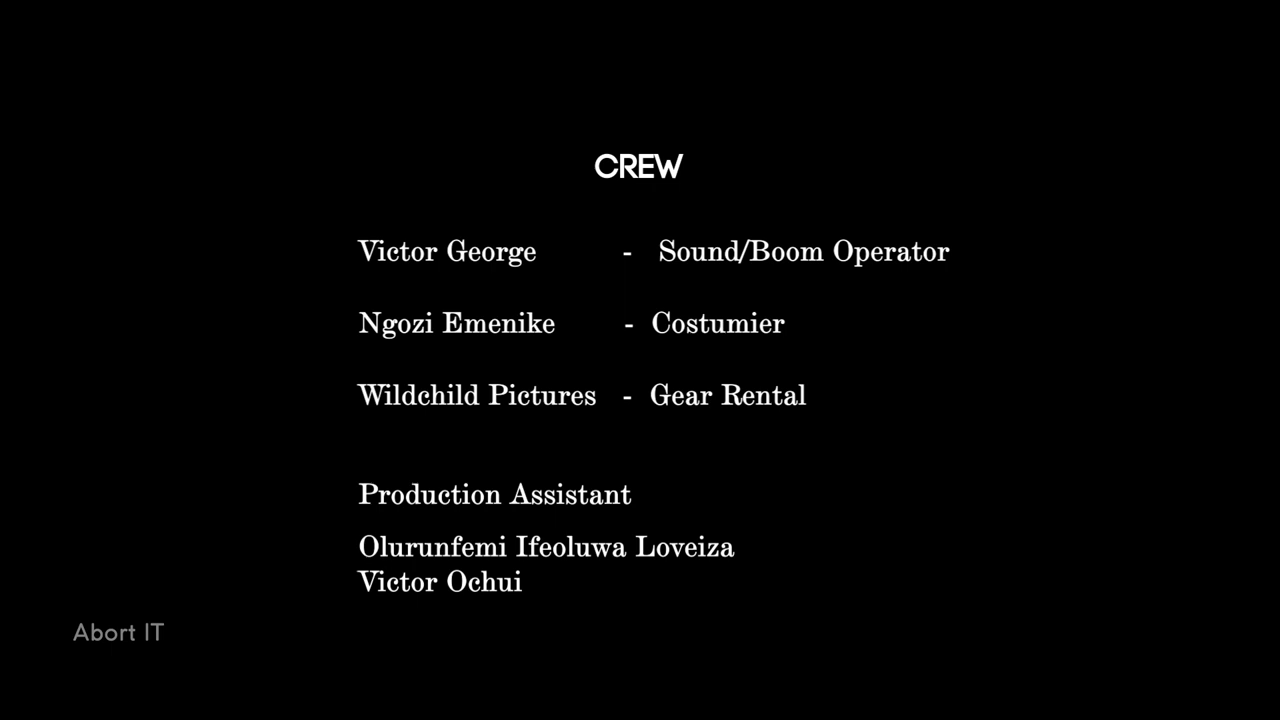 CREW
Victor George - Sound/Boom Operator
Ngozi Emenike - Costumier
Wildchild Pictures - Gear Rental
Production Assistant
Olurunfemi Ifeoluwa Loveiza
Victor Ochui
Abort IT